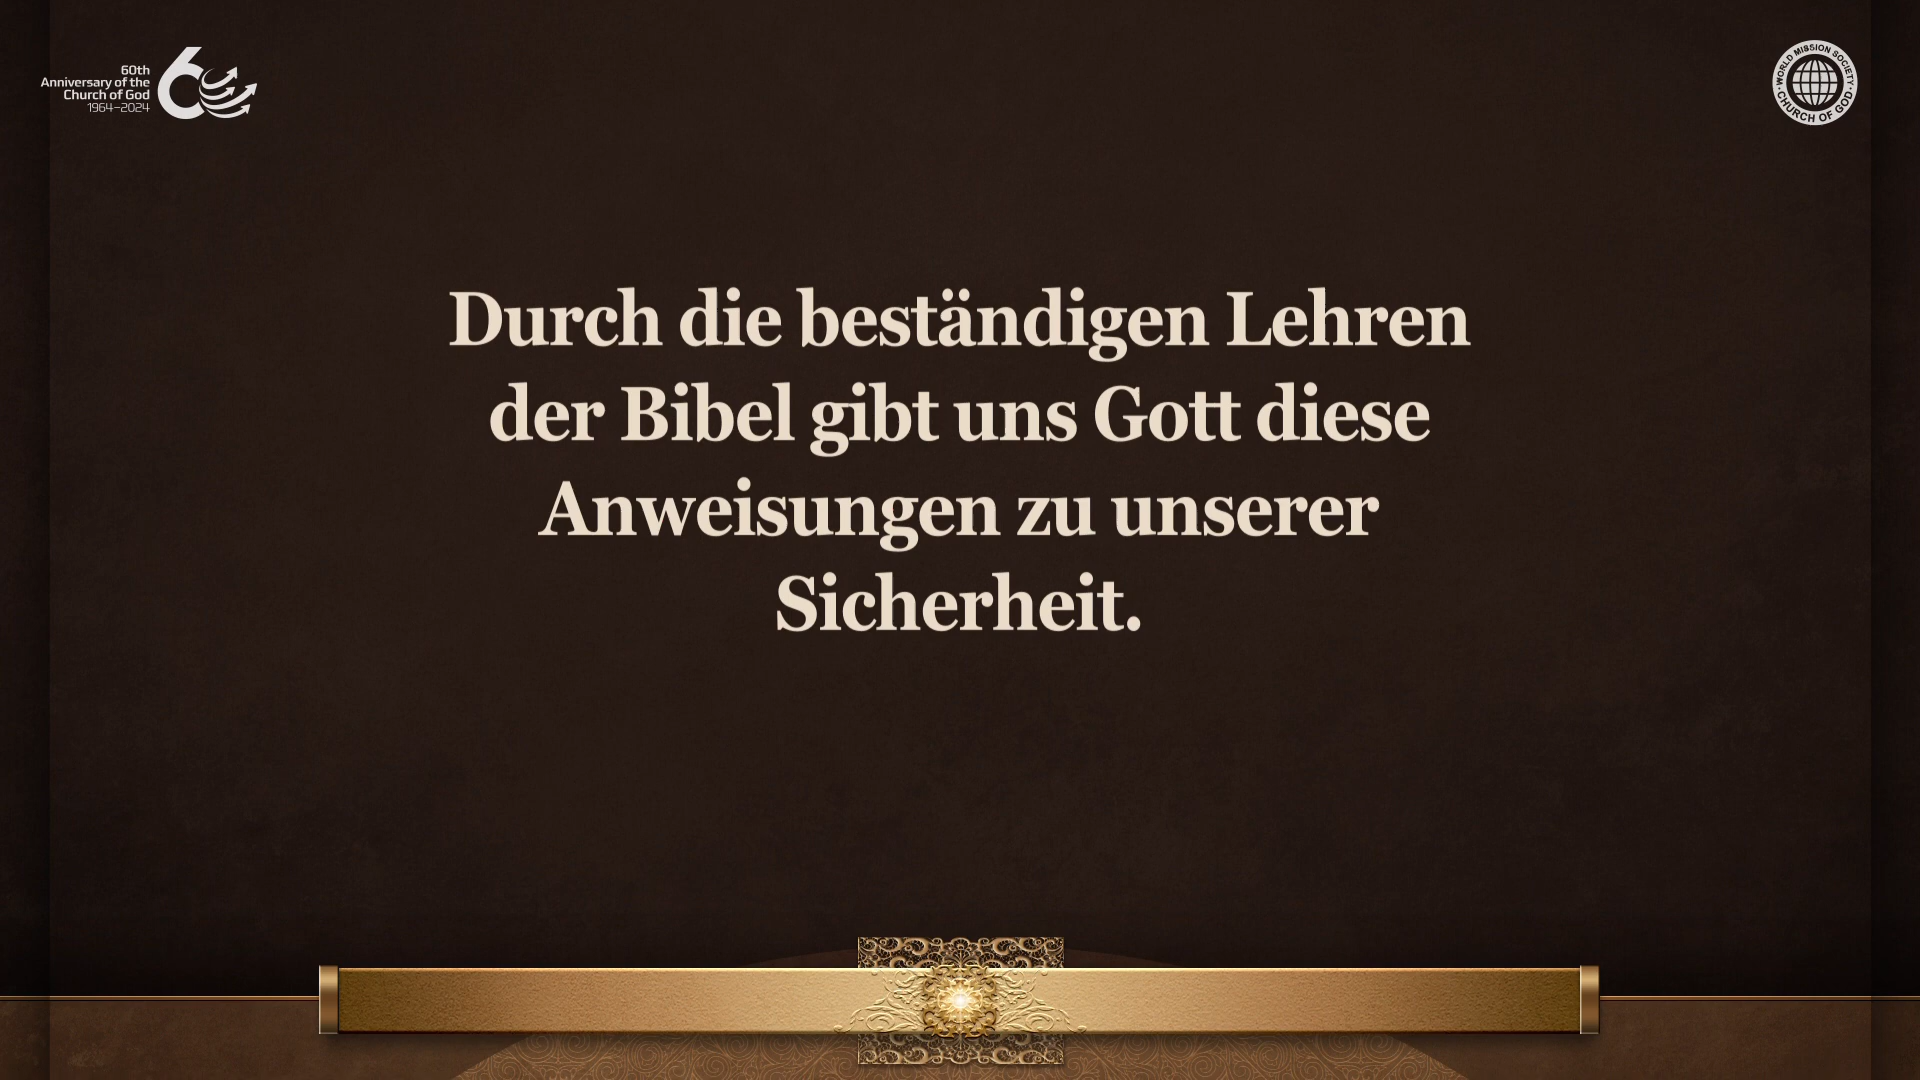 60th
Anniversary of the
Church of God
1964–2024
WORLD MISSION SOCIETY
CHURCH OF GOD
Durch die beständigen Lehren
der Bibel gibt uns Gott diese
Anweisungen zu unserer
Sicherheit.